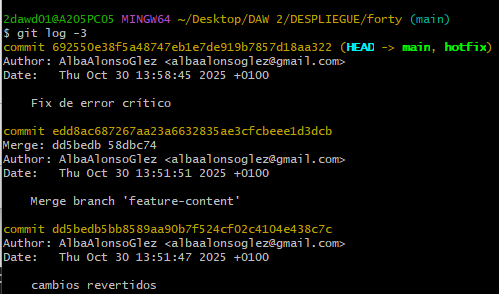 2dawd01@A205PC05 MINGW64 ~/Desktop/DAW 2/DESPLIEGUE/forty (main)
$ git log -3
commit 692550e38f5a48747eb1e7de919b7857d18aa322 (HEAD -> main, hotfix)
Author: AlbaAlonsoGlez <albaalonsoglez@gmail.com>
Date:   Thu Oct 30 13:58:45 2025 +0100
    Fix de error crítico
commit edd8ac687267aa23a6632835ae3cfcbeee1d3dcb
Merge: dd5bedb 58dbc74
Author: AlbaAlonsoGlez <albaalonsoglez@gmail.com>
Date:   Thu Oct 30 13:51:51 2025 +0100
    Merge branch 'feature-content'
commit dd5bedb5bb8589aa90b7f524cf02c4104e438c7c
Author: AlbaAlonsoGlez <albaalonsoglez@gmail.com>
Date:   Thu Oct 30 13:51:47 2025 +0100
    cambios revertidos